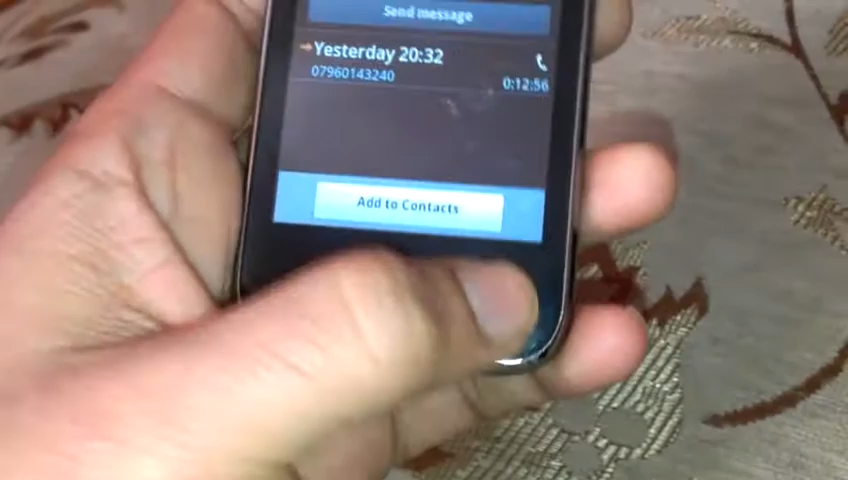 Send message
Yesterday 20:32
07960143240
0:12:56
Add to Contacts